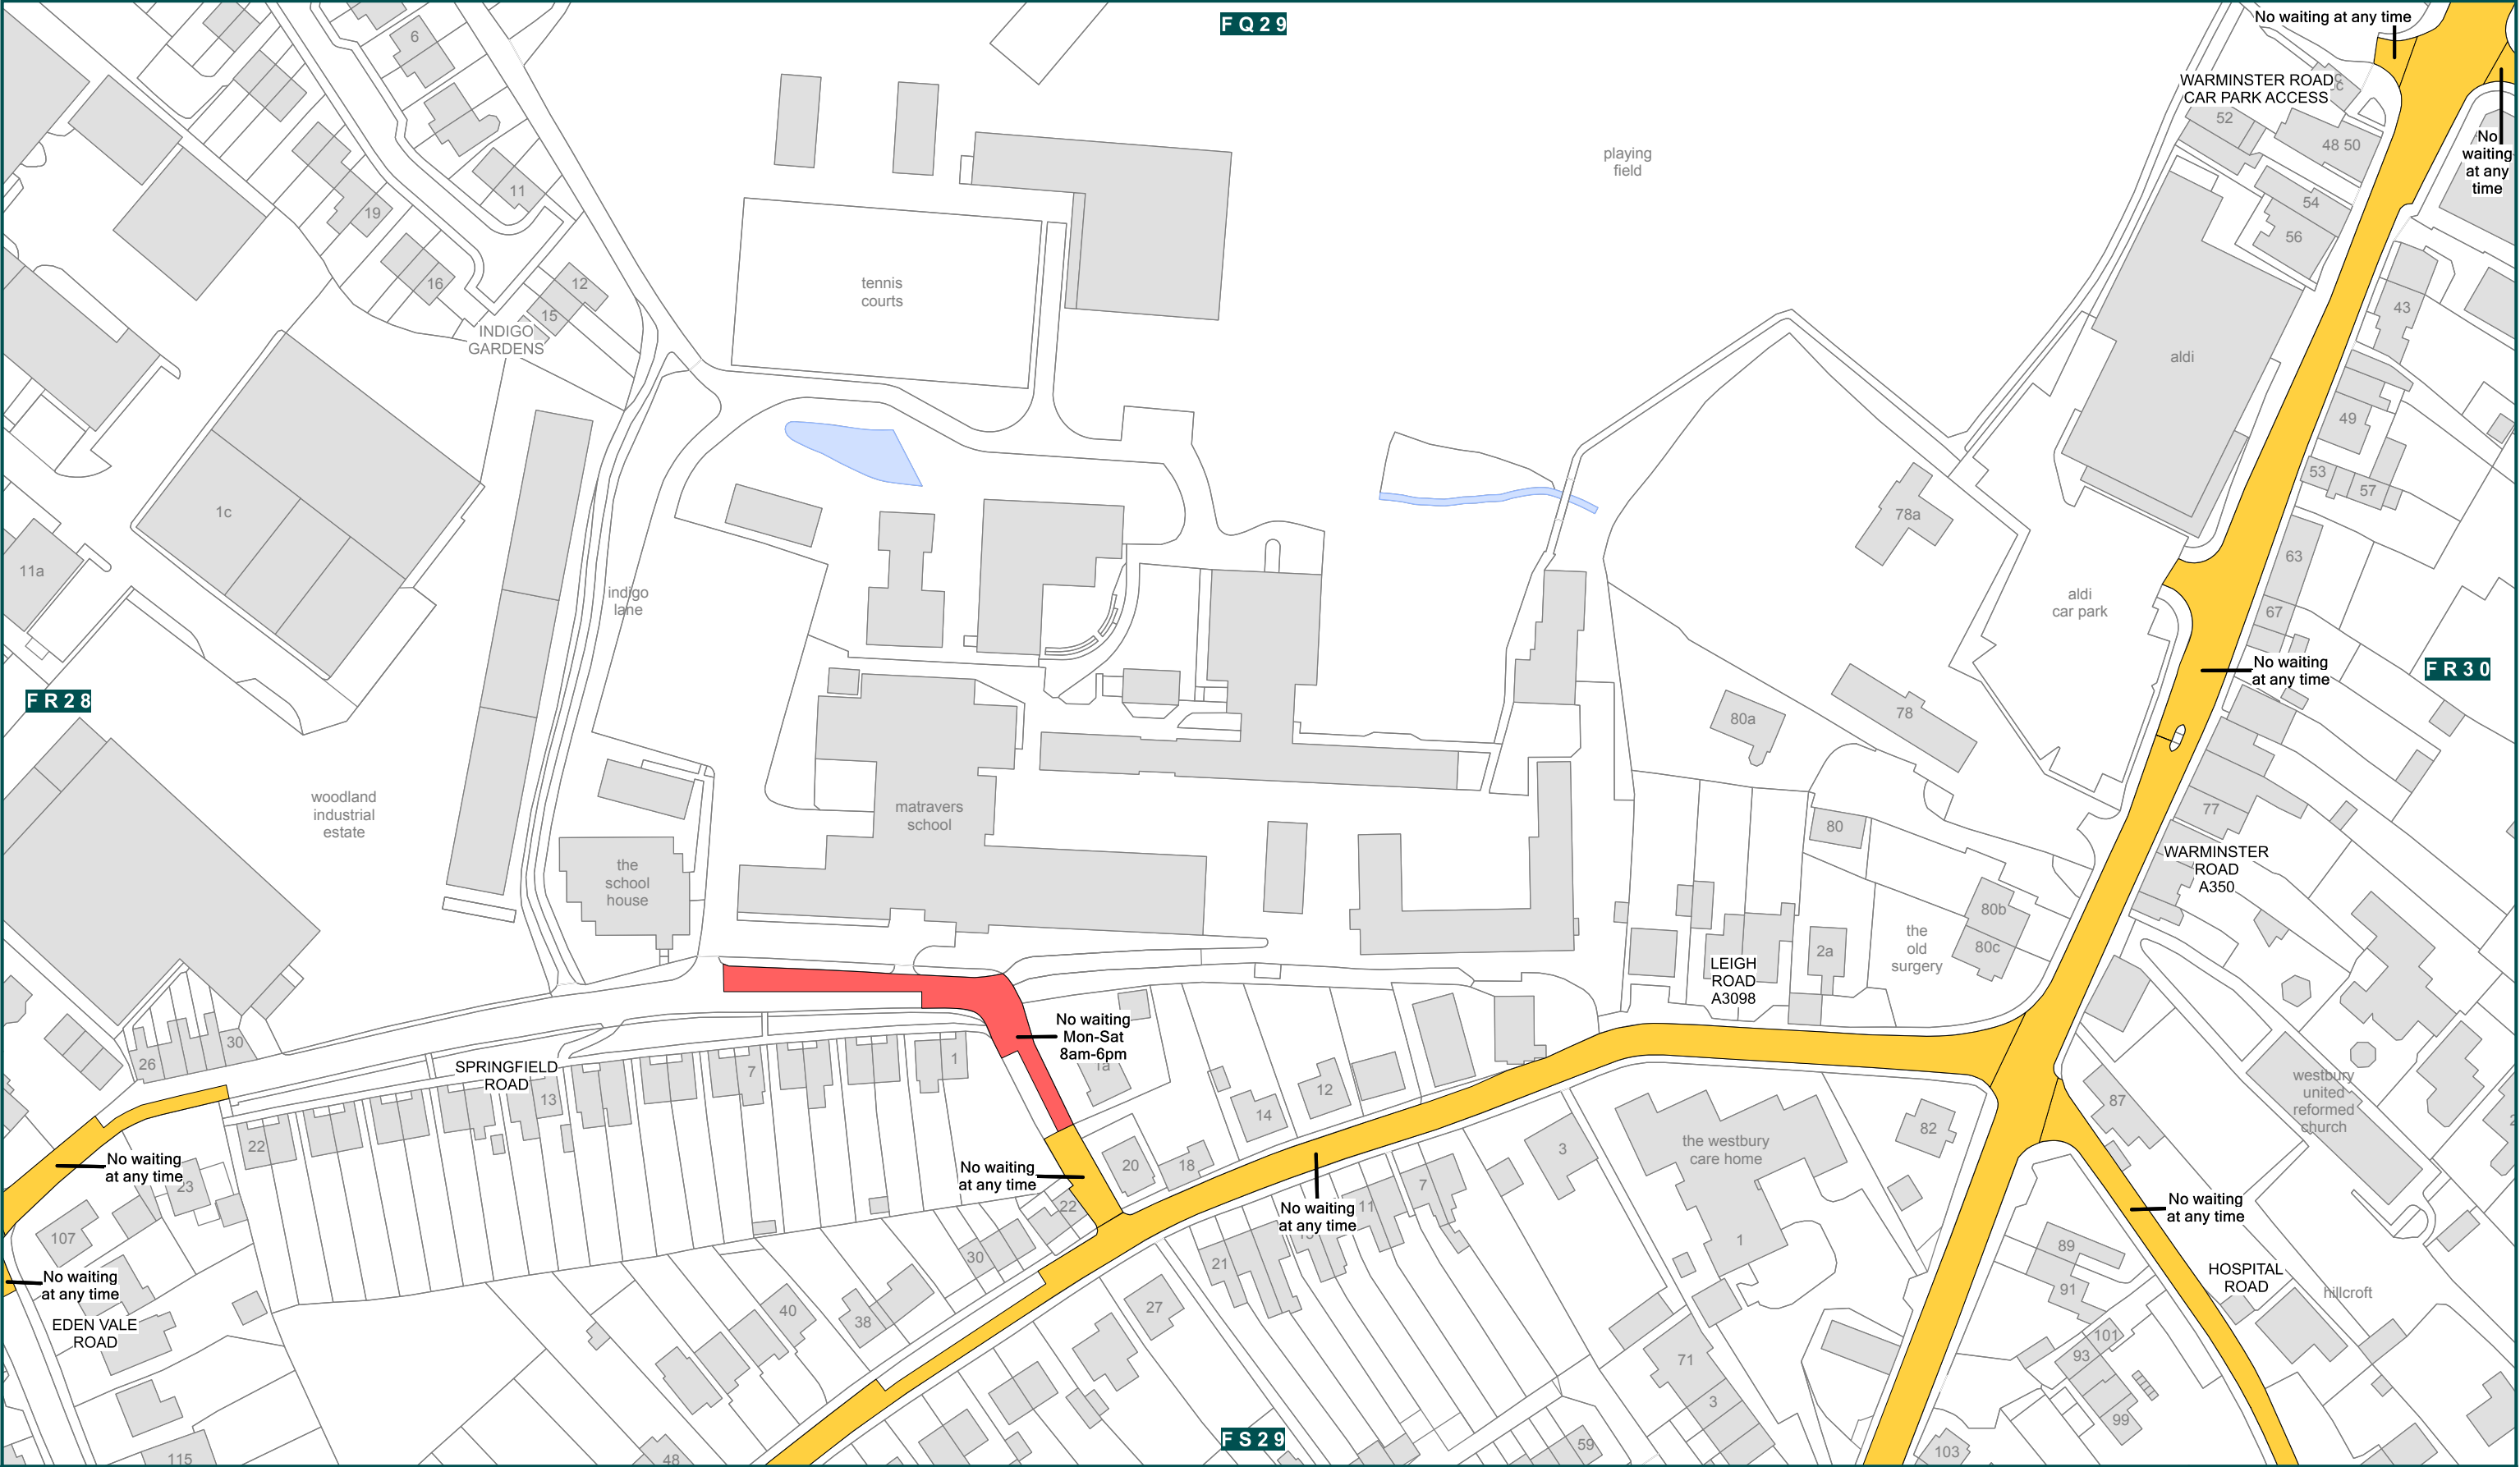 FQ29
No waiting at any time
6
WARMINSTER ROAD
CAR PARK ACCESS
52
48 50
No
waiting
at any
time
playing
field
11
19
54
56
16
12
15
INDIGO
GARDENS
tennis
courts
43
aldi
49
53
57
1c
78a
11a
indigo
lane
63
67
aldi
car park
No waiting
at any time
FR28
FR30
80a
78
woodland
industrial
estate
matravers
school
80
77
the
school
house
WARMINSTER
ROAD
A350
80b
80c
2a
the
old
surgery
LEIGH
ROAD
A3098
No waiting
Mon-Sat
8am-6pm
1a
30
26
SPRINGFIELD
ROAD
7
1
13
22
12
14
westbury
united
reformed
church
87
82
the westbury
care home
3
No waiting
at any time
23
No waiting
at any time
20
18
22
7
11
No waiting
at any time
No waiting
at any time
107
30
21
1
89
91
HOSPITAL
ROAD
hillcroft
No waiting
at any time
EDEN VALE
ROAD
40
38
27
71
3
101
93
99
FS29
59
103
115
48